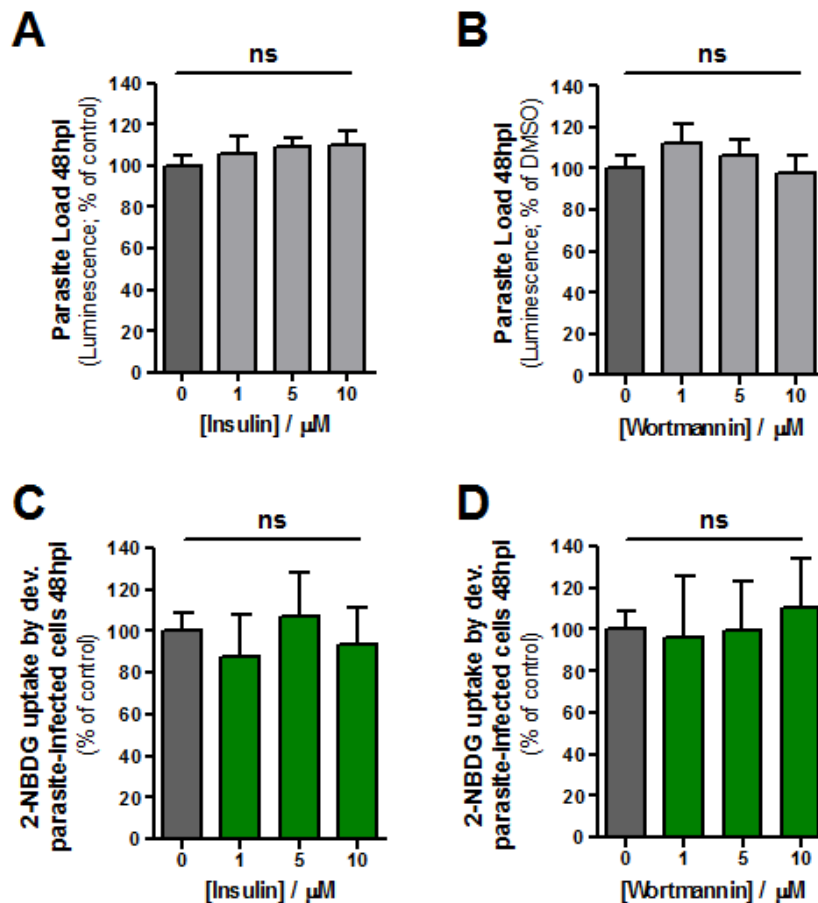 A
ns
Parasite Load 48hpi
(Luminescence; % of control)
140
120
100
80
60
40
20
0
0 1 5 10
[Insulin] / μM
B
ns
Parasite Load 48hpi
(Luminescence; % of DMSO)
140
120
100
80
60
40
20
0
0 1 5 10
[Wortmannin] / μM
C
ns
2-NBDG uptake by dev.
parasite-infected cells 48hpi
(% of control)
140
120
100
80
60
40
20
0
0 1 5 10
[Insulin] / μM
D
ns
2-NBDG uptake by dev.
parasite-infected cells 48hpi
(% of control)
140
120
100
80
60
40
20
0
0 1 5 10
[Wortmannin] / μM